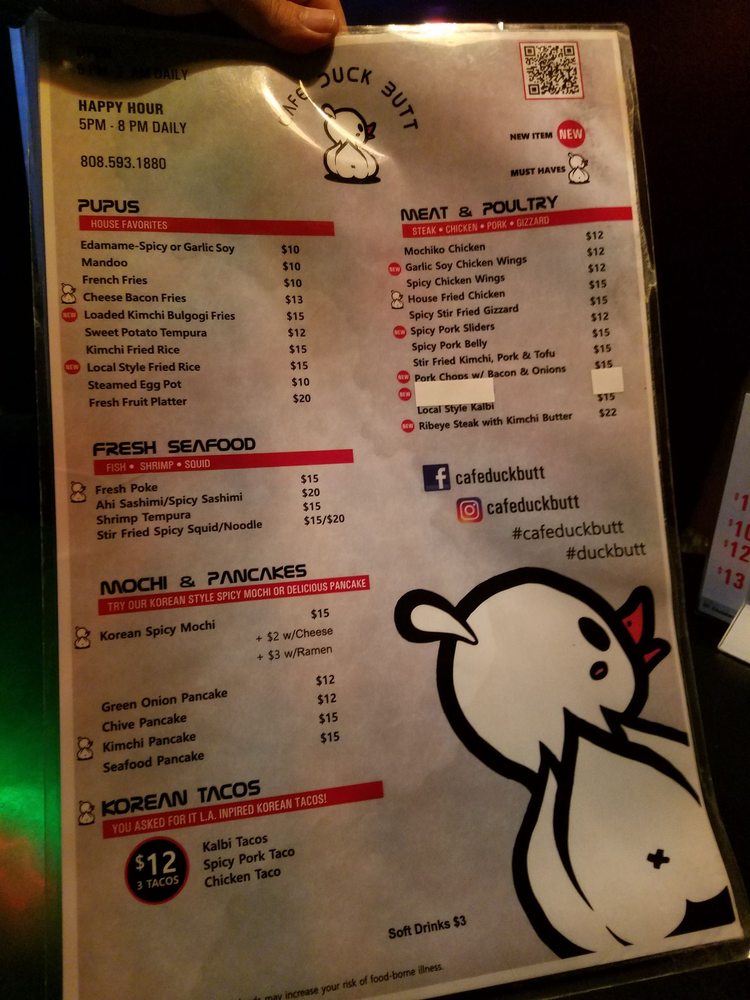 DAILY
HAPPY HOUR
5PM - 8 PM DAILY
808.593.1880
CAFE DUCK BUTT
NEW ITEM NEW
MUST HAVES
PUPUS
HOUSE FAVORITES
Edamame-Spicy or Garlic Soy $10
Mandoo $10
French Fries $10
Cheese Bacon Fries $13
NEW Loaded Kimchi Bulgogi Fries $15
Sweet Potato Tempura $12
Kimchi Fried Rice $15
NEW Local Style Fried Rice $15
Steamed Egg Pot $10
Fresh Fruit Platter $20
FRESH SEAFOOD
FISH • SHRIMP • SQUID
Fresh Poke $15
Ahi Sashimi/Spicy Sashimi $20
Shrimp Tempura $15
Stir Fried Spicy Squid/Noodle $15/$20
MOCHI & PANCAKES
TRY OUR KOREAN STYLE SPICY MOCHI OR DELICIOUS PANCAKE
Korean Spicy Mochi $15
+ $2 w/Cheese
+ $3 w/Ramen
Green Onion Pancake $12
Chive Pancake $12
Kimchi Pancake $15
Seafood Pancake $15
KOREAN TACOS
YOU ASKED FOR IT L.A. INPIRED KOREAN TACOS!
$12
3 TACOS
Kalbi Tacos
Spicy Pork Taco
Chicken Taco
MEAT & POULTRY
STEAK • CHICKEN • PORK • GIZZARD
Mochiko Chicken $12
NEW Garlic Soy Chicken Wings $12
Spicy Chicken Wings $12
House Fried Chicken $15
Spicy Stir Fried Gizzard $15
NEW Spicy Pork Sliders $12
Spicy Pork Belly $15
Stir Fried Kimchi, Pork & Tofu $15
NEW Pork Chops w/ Bacon & Onions $15
NEW
Local Style Kalbi $15
NEW Ribeye Steak with Kimchi Butter $22
cafeduckbutt
cafeduckbutt
#cafeduckbutt
#duckbutt
Soft Drinks $3
may increase your risk of food-borne illness.
$12
$13